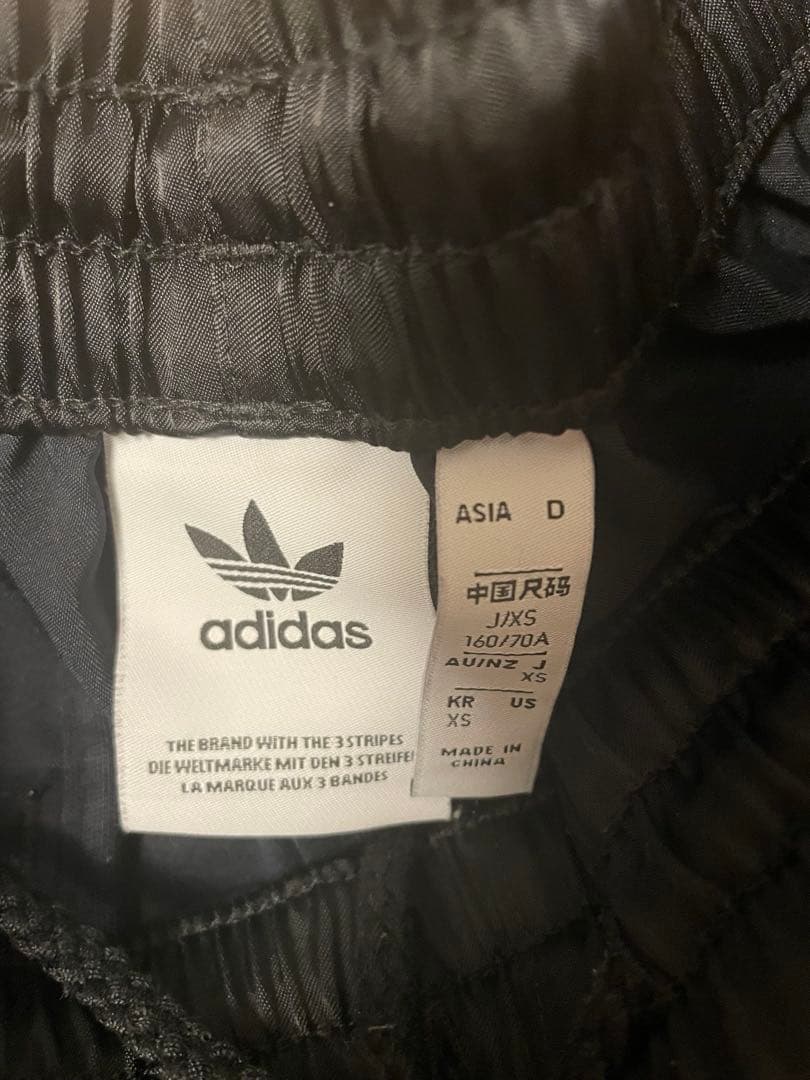 adidas
THE BRAND WITH THE 3 STRIPES
DIE WELTMARKE MIT DEN 3 STREIFE
LA MARQUE AUX 3 BANDES
ASIA D
中国尺码
J/XS
160/70A
AU/NZ J
XS
KR US
XS
MADE IN
CHINA